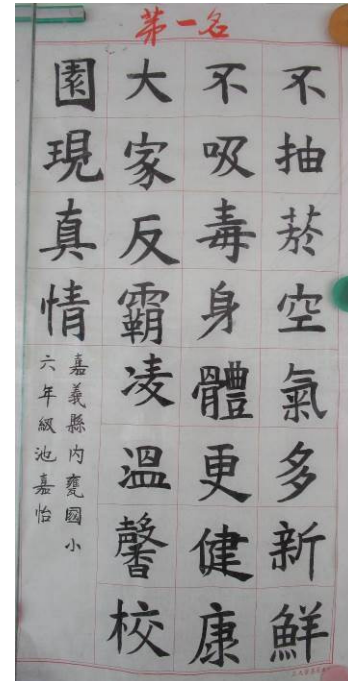 第一名
不抽菸空氣多新鮮
不吸毒身體更健康
大家反霸凌溫馨校
園現真情
嘉義縣內甕國小
六年級池嘉怡